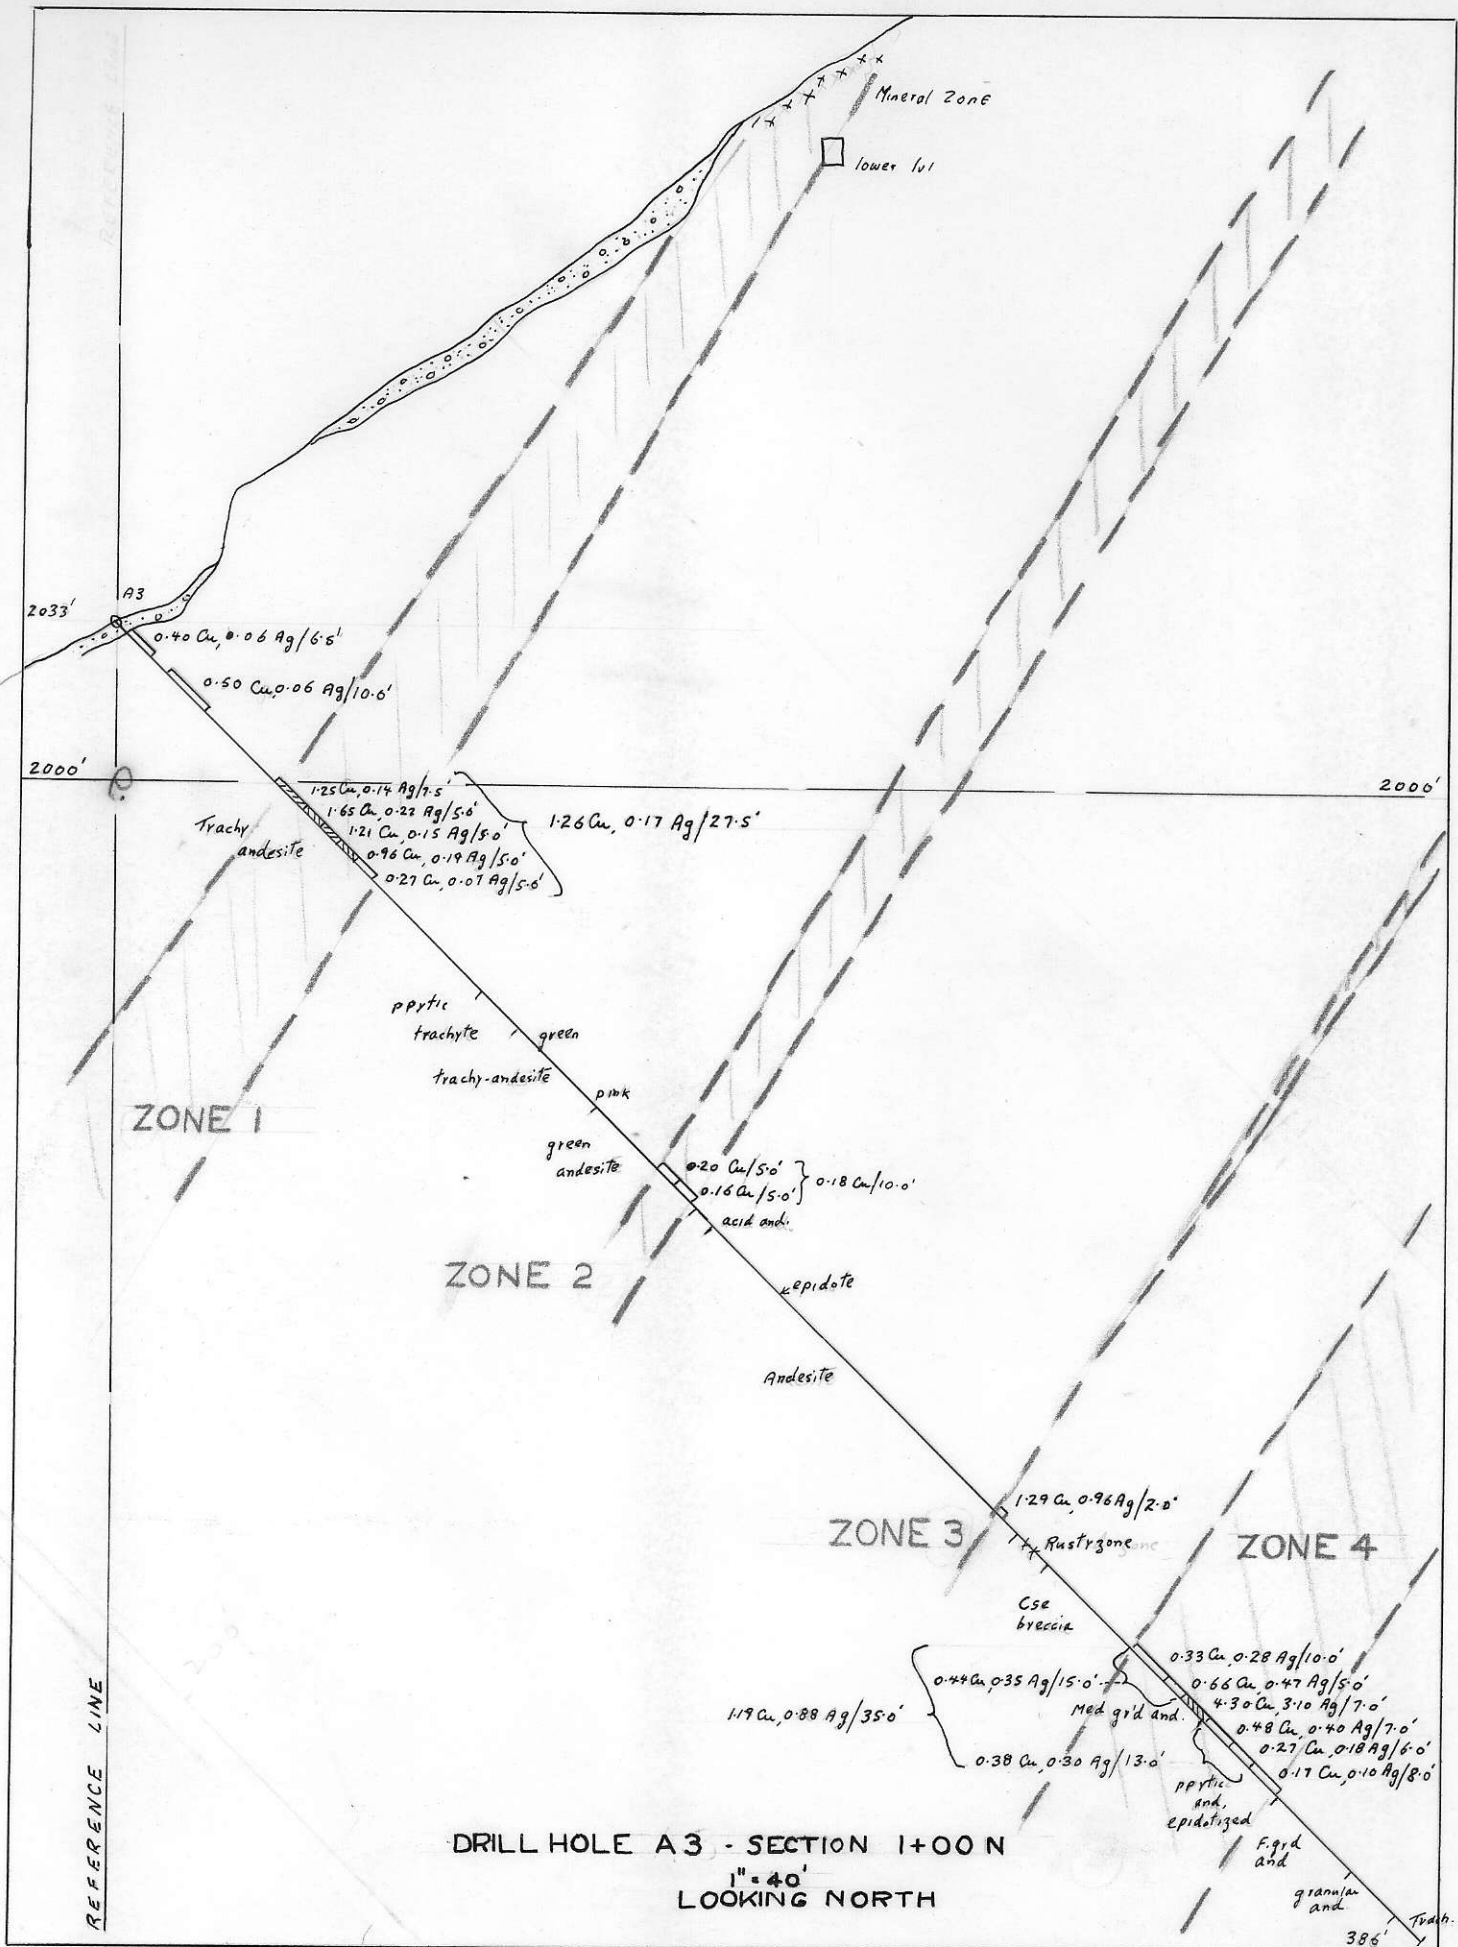 Mineral Zone
lower lvl
A3
2033'
0.40 Cu, 0.06 Ag/6.5'
0.50 Cu, 0.06 Ag/10.0'
2000'
2000'
1.25 Cu, 0.14 Ag/7.5'
1.65 Cu, 0.22 Ag/5.0'
1.21 Cu, 0.15 Ag/5.0'
0.96 Cu, 0.19 Ag/5.0'
0.27 Cu, 0.07 Ag/5.0'
1.26 Cu, 0.17 Ag/27.5'
Trachy
andesite
ppytic
trachyte
green
trachy-andesite
pink
ZONE 1
green
andesite
0.20 Cu/5.0'
0.16 Cu/5.0'
0.18 Cu/10.0'
acid and.
ZONE 2
epidote
Andesite
1.29 Cu, 0.96 Ag/2.0'
ZONE 3
Rusty zone
ZONE 4
Cse
breccia
0.33 Cu, 0.28 Ag/10.0'
0.44 Cu, 0.35 Ag/15.0'
0.66 Cu, 0.47 Ag/5.0'
4.30 Cu, 3.10 Ag/7.0'
1.19 Cu, 0.88 Ag/35.0'
Med gr'd and.
0.48 Cu, 0.40 Ag/7.0'
0.27 Cu, 0.18 Ag/6.0'
0.38 Cu, 0.30 Ag/13.0'
0.17 Cu, 0.10 Ag/8.0'
ppytic
and,
epidotized
F.grd
and
granular
and
Trach.
386'
REFERENCE LINE
DRILL HOLE A3 - SECTION 1+00 N
1" = 40'
LOOKING NORTH